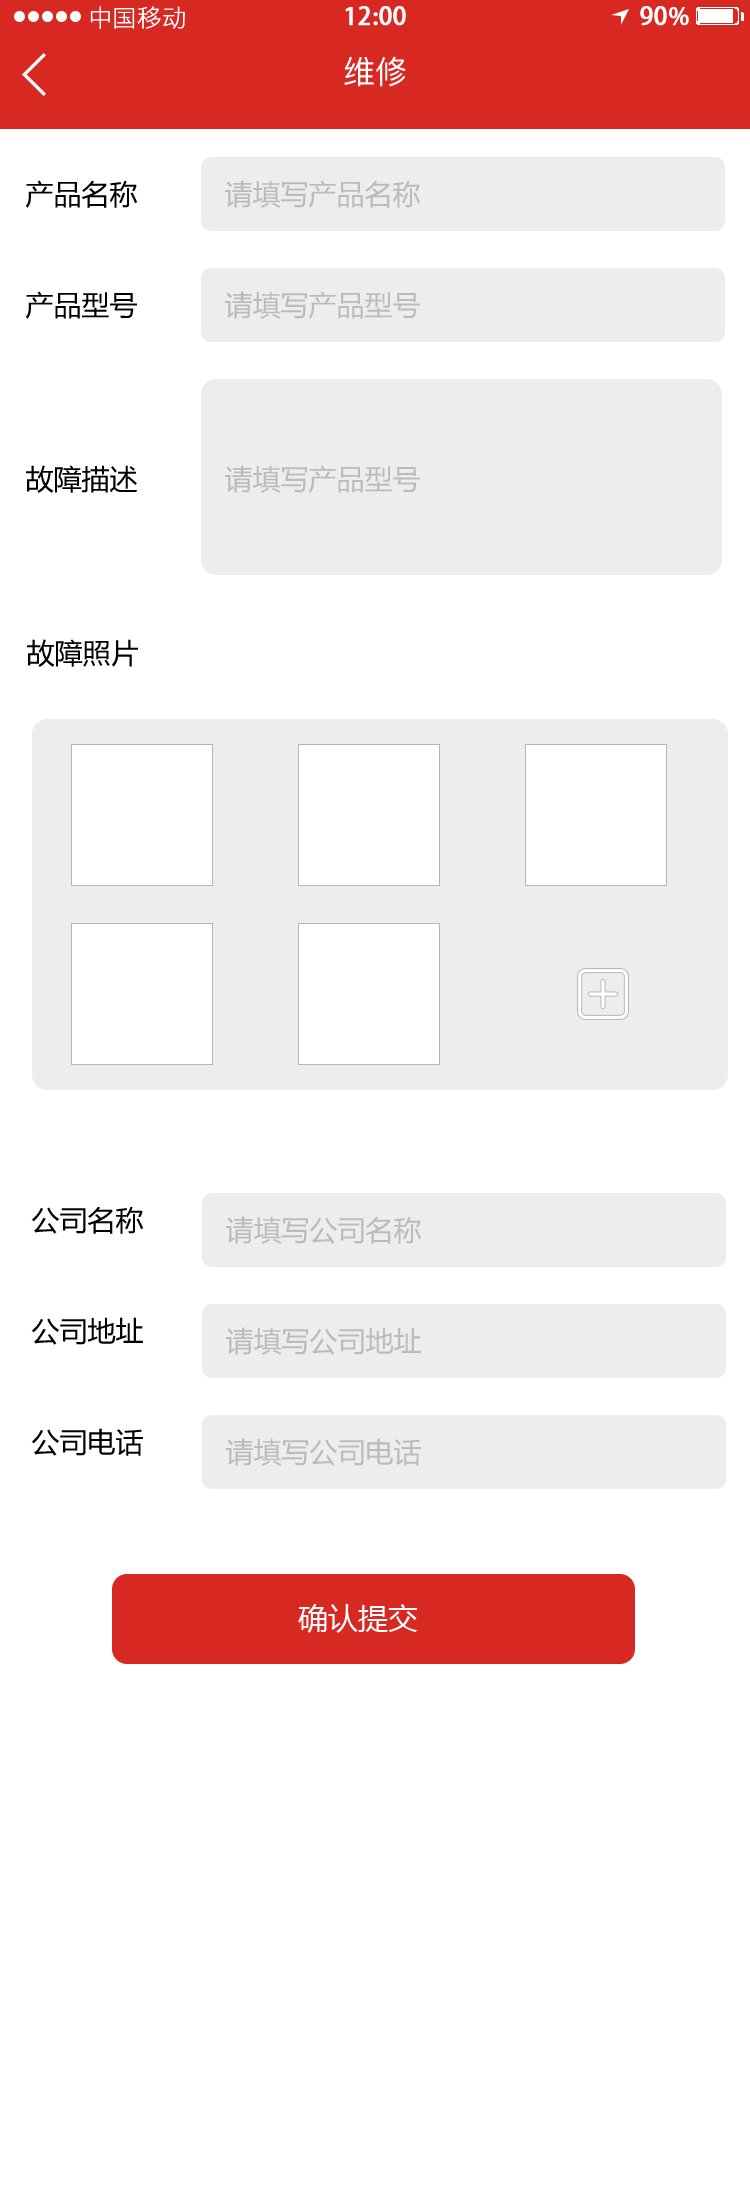 中国移动 12:00 90%
维修
产品名称 请填写产品名称
产品型号 请填写产品型号
故障描述 请填写产品型号
故障照片
公司名称 请填写公司名称
公司地址 请填写公司地址
公司电话 请填写公司电话
确认提交